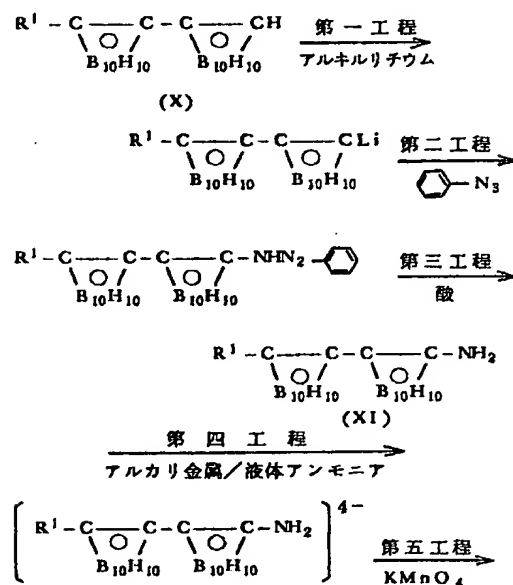 R¹-C—C-C—CH 第一工程
B₁₀H₁₀ B₁₀H₁₀ アルキルリチウム
(X)
R¹-C—C-C—CLi 第二工程
B₁₀H₁₀ B₁₀H₁₀ -N₃
R¹-C—C-C—C-NHN₂- 第三工程
B₁₀H₁₀ B₁₀H₁₀ 酸
R¹-C—C-C—C-NH₂
B₁₀H₁₀ B₁₀H₁₀
(XI)
第四工程
アルカリ金属/液体アンモニア
R¹-C—C-C—C-NH₂ 4- 第五工程
B₁₀H₁₀ B₁₀H₁₀ KMnO₄